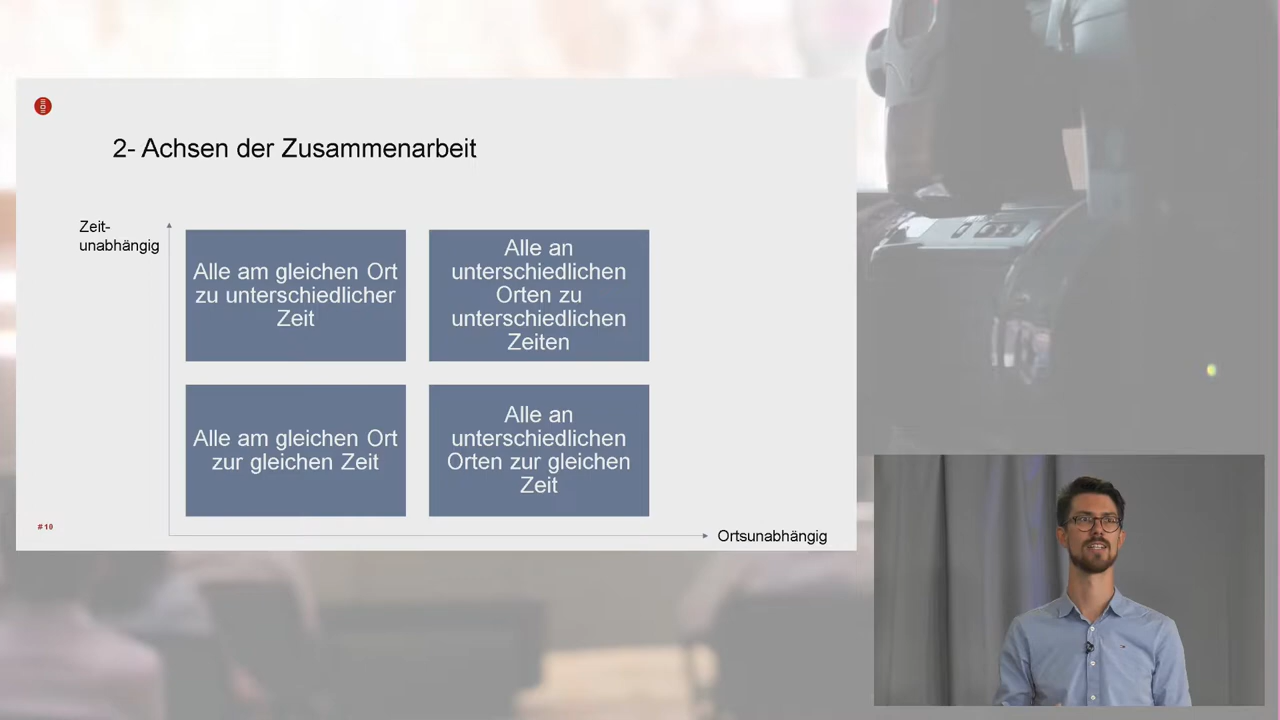 2- Achsen der Zusammenarbeit
Zeit-
unabhängig
Alle am gleichen Ort
zu unterschiedlicher
Zeit
Alle an
unterschiedlichen
Orten zu
unterschiedlichen
Zeiten
Alle am gleichen Ort
zur gleichen Zeit
Alle an
unterschiedlichen
Orten zur gleichen
Zeit
Ortsunabhängig
#10